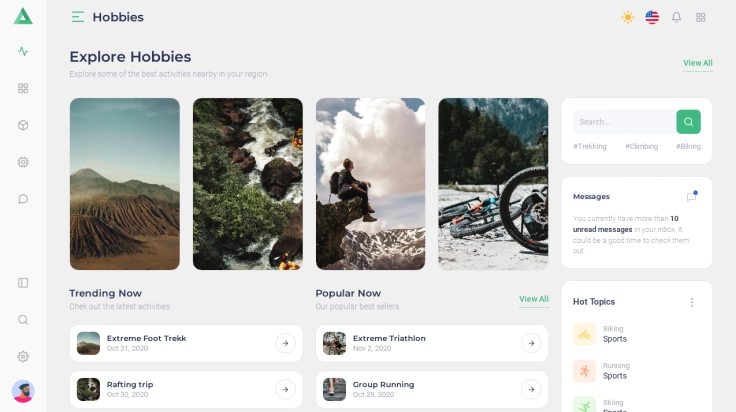 Hobbies
Explore Hobbies
Explore some of the best activities nearby in your region
View All
Search...
#Trekking #Climbing #Biking
Messages
You currently have more than 10
unread messages in your inbox. It
could be a good time to check them
out
Trending Now
Chek out the latest activities
Popular Now
Our popular best sellers
View All
Extreme Foot Trekk
Oct 31, 2020
Rafting trip
Oct 30, 2020
Extreme Triathlon
Nov 2, 2020
Group Running
Oct 29, 2020
Hot Topics
Biking
Sports
Running
Sports
Skiing
Sports